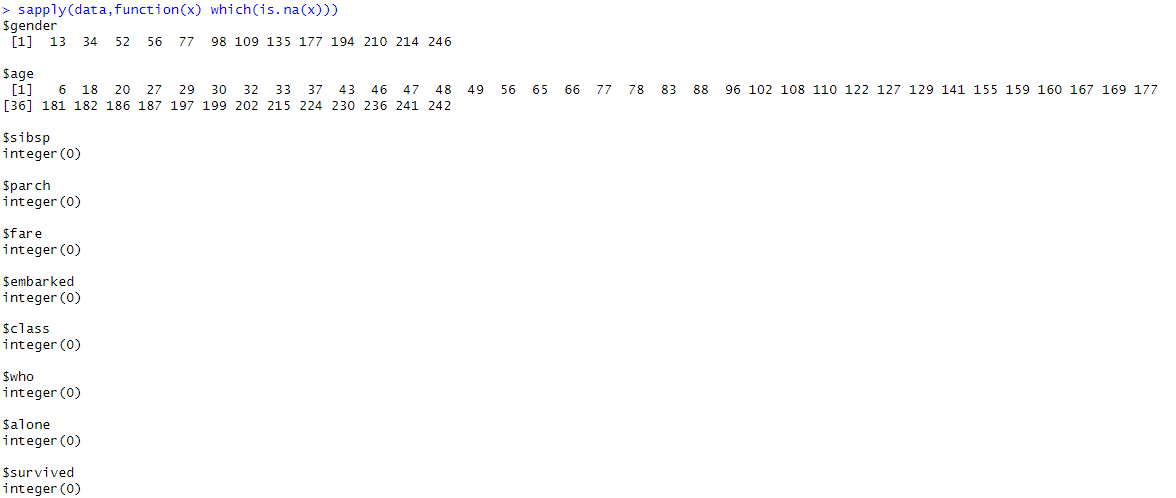 > sapply(data,function(x) which(is.na(x)))
$gender
 [1]  13  34  52  56  77  98 109 135 177 194 210 214 246

$age
 [1]   6  18  20  27  29  30  32  33  37  43  46  47  48  49  56  65  66  77  78  83  88  96 102 108 110 122 127 129 141 155 159 160 167 169 177
[36] 181 182 186 187 197 199 202 215 224 230 236 241 242

$sibsp
integer(0)

$parch
integer(0)

$fare
integer(0)

$embarked
integer(0)

$class
integer(0)

$who
integer(0)

$alone
integer(0)

$survived
integer(0)